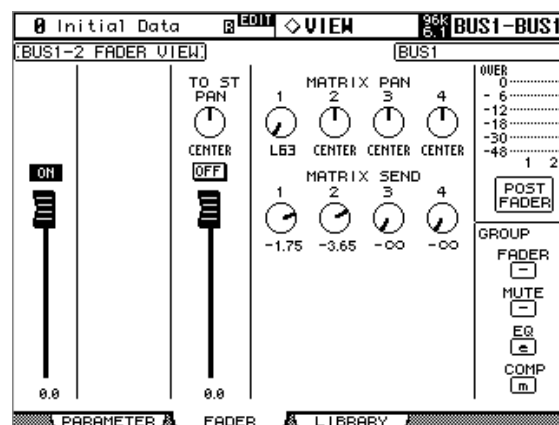 0 Initial Data R EDIT ◇VIEW 96k 6.1 BUS1-BUS1
BUS1-2 FADER VIEW BUS1
TO ST PAN
CENTER
OFF
MATRIX PAN
1 2 3 4
L63 CENTER CENTER CENTER
MATRIX SEND
1 2 3 4
-1.75 -3.65 -∞ -∞
ON
0.0 0.0
OVER
0
- 6
-12
-18
-30
-48
1 2
POST
FADER
GROUP
FADER
-
MUTE
-
EQ
e
COMP
m
PARAMETER FADER LIBRARY